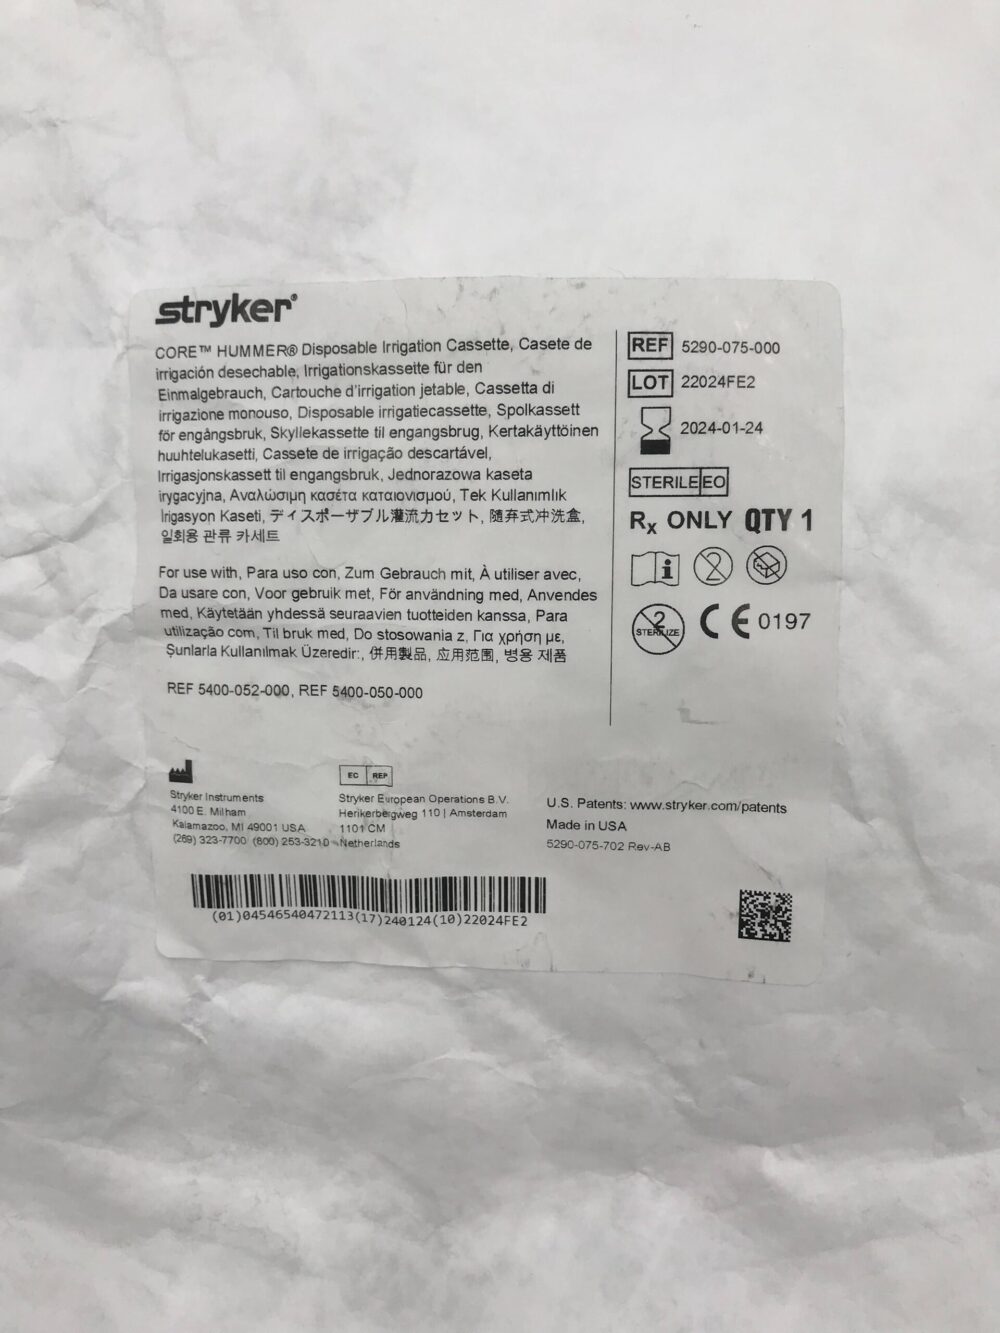 stryker®
CORE™ HUMMER® Disposable Irrigation Cassette, Casete de
irrigación desechable, Irrigationskassette für den
Einmalgebrauch, Cartouche d'irrigation jetable, Cassetta di
irrigazione monouso, Disposable irrigatiecassette, Spolkassett
för engångsbruk, Skyllekassette til engangsbrug, Kertakäyttöinen
huuhtelukasetti, Cassete de irrigação descartável,
Irrigasjonskassett til engangsbruk, Jednorazowa kaseta
irygacyjna, Αναλώσιμη κασέτα καταιονισμού, Tek Kullanımlık
İrigasyon Kaseti, ディスポーザブル灌流カセット, 随弃式冲洗盒,
일회용 관류 카세트
For use with, Para uso con, Zum Gebrauch mit, À utiliser avec,
Da usare con, Voor gebruik met, För användning med, Anvendes
med, Käytetään yhdessä seuraavien tuotteiden kanssa, Para
utilização com, Til bruk med, Do stosowania z, Για χρήση με,
Şunlarla Kullanılmak Üzeredir:, 併用製品, 应用范围, 병용 제품
REF 5400-052-000, REF 5400-050-000
REF 5290-075-000
LOT 22024FE2
2024-01-24
STERILE EO
Rx ONLY QTY 1
2
2
STERILIZE
CE 0197
Stryker Instruments
4100 E. Milham
Kalamazoo, MI 49001 USA
(269) 323-7700 (800) 253-3210
EC REP
Stryker European Operations B.V.
Herikerbergweg 110 | Amsterdam
1101 CM
Netherlands
U.S. Patents: www.stryker.com/patents
Made in USA
5290-075-702 Rev-AB
(01)04546540472113(17)240124(10)22024FE2